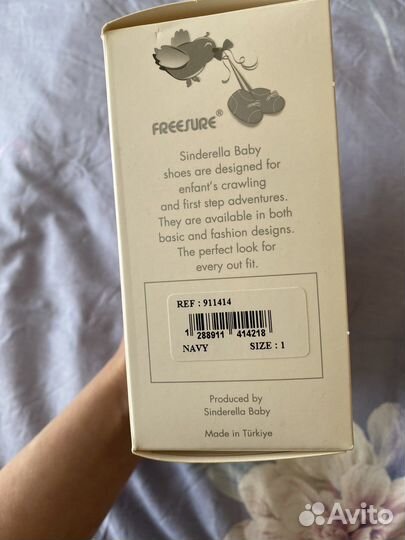 FREESURE®
Sinderella Baby
shoes are designed for
enfant's crawling
and first step adventures.
They are available in both
basic and fashion designs.
The perfect look for
every out fit.
REF : 911414
1 288911 414218
NAVY SIZE : 1
Produced by
Sinderella Baby
Made in Türkiye
Avito